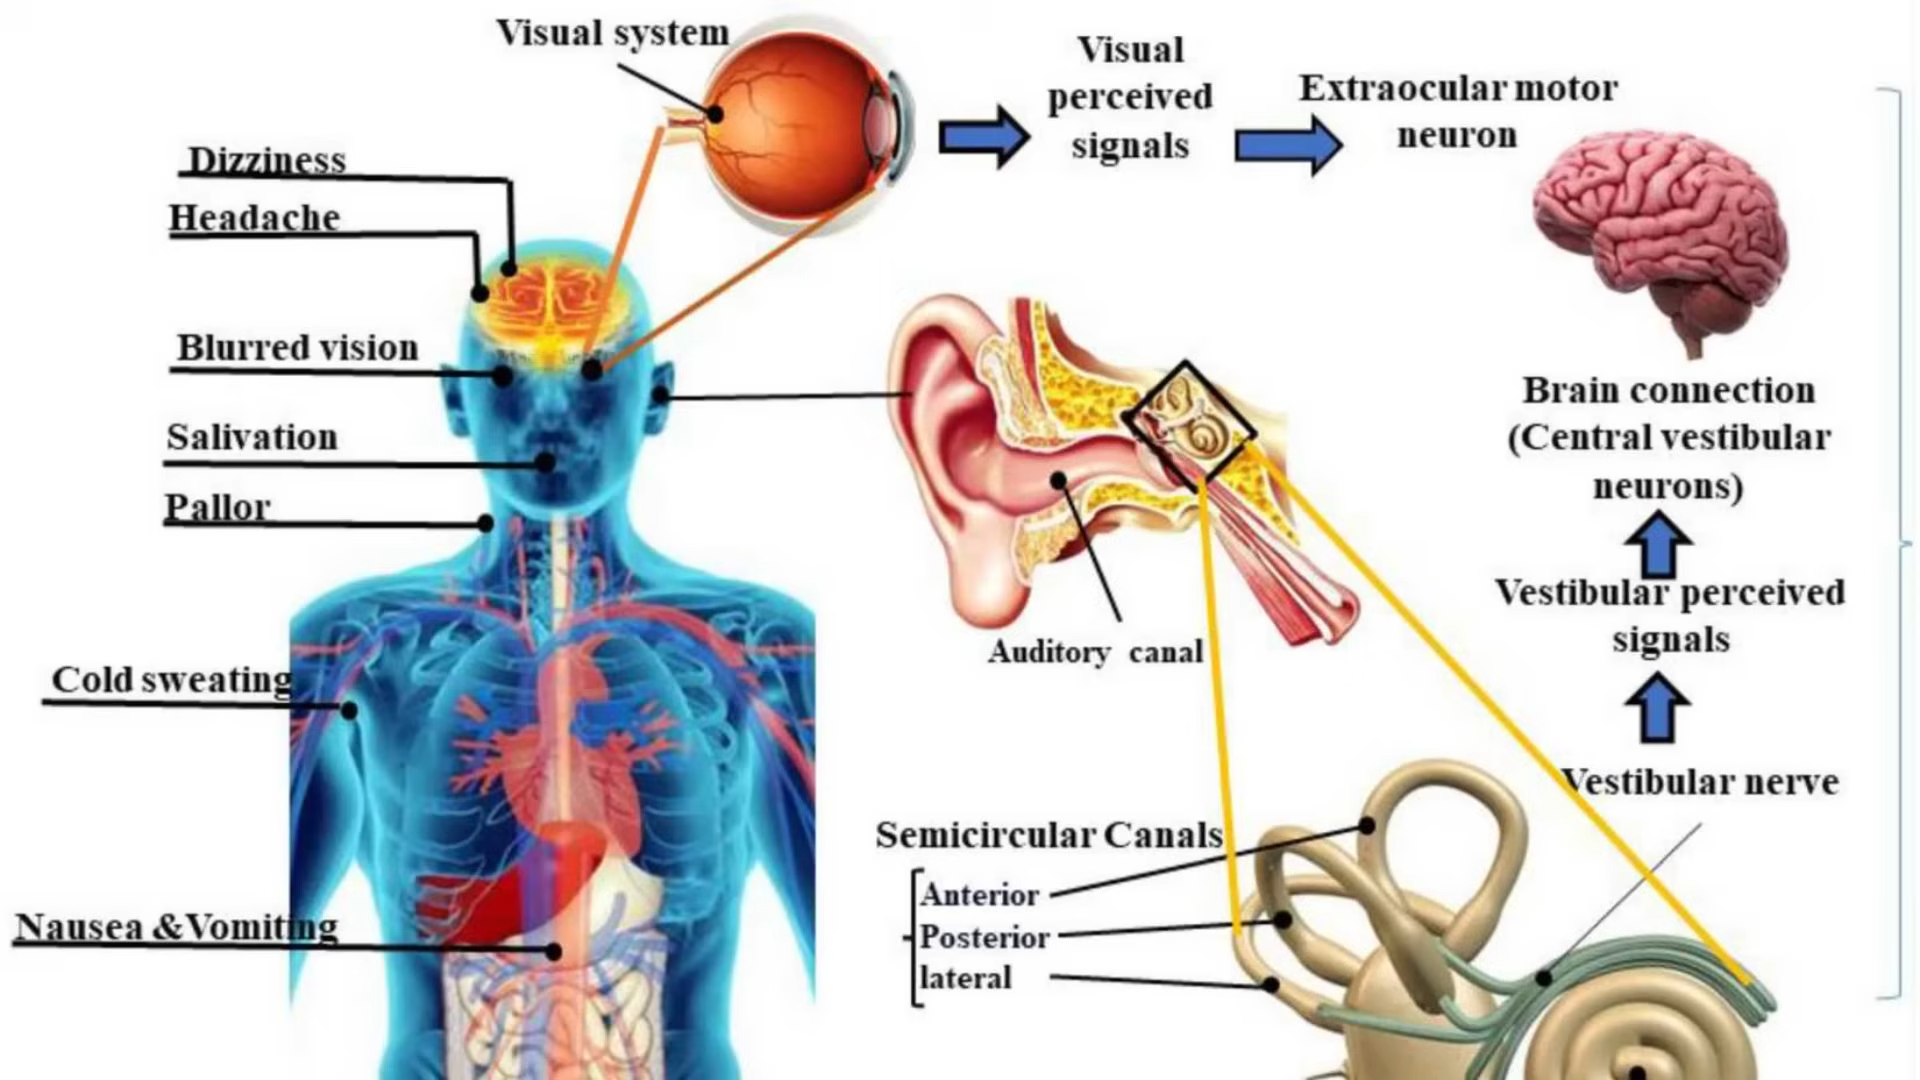 Visual system
Visual
perceived
signals
Extraocular motor
neuron
Dizziness
Headache
Blurred vision
Salivation
Pallor
Cold sweating
Nausea &Vomiting
Auditory canal
Brain connection
(Central vestibular
neurons)
Vestibular perceived
signals
Vestibular nerve
Semicircular Canals
Anterior
Posterior
lateral